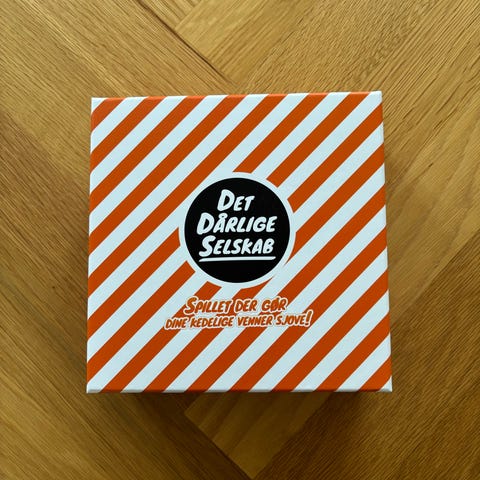 Det
Dårlige
Selskab
Spillet der gør
dine kedelige venner sjove!